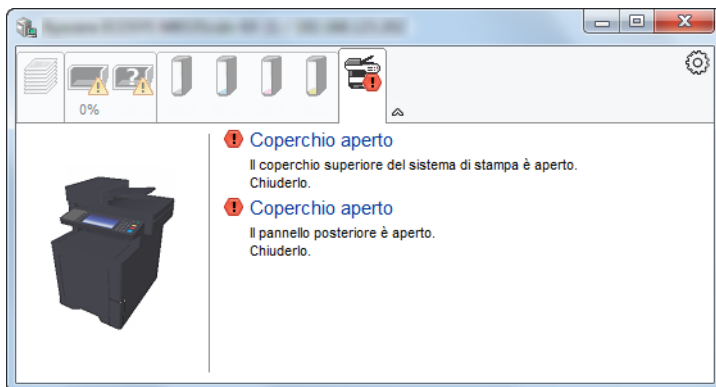 0%
Coperchio aperto
Il coperchio superiore del sistema di stampa è aperto.
Chiuderlo.
Coperchio aperto
Il pannello posteriore è aperto.
Chiuderlo.